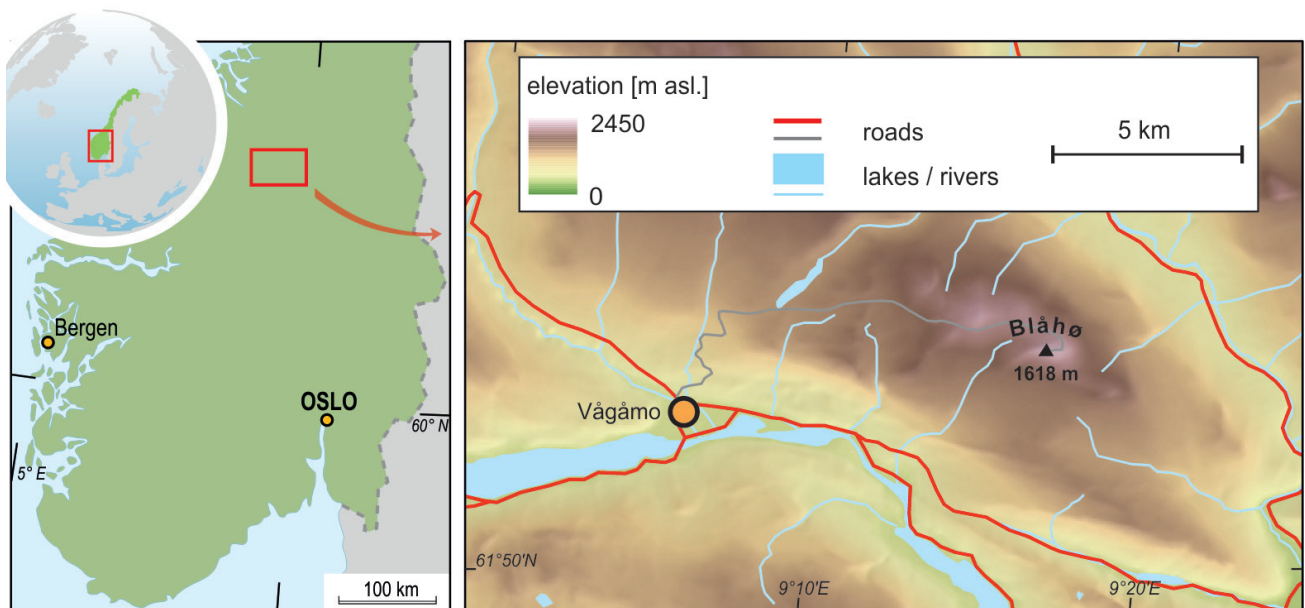 Bergen
OSLO
60° N
5° E
100 km
elevation [m asl.]
2450
0
roads
lakes / rivers
5 km
Blåhø
1618 m
Vågåmo
61°50'N
9°10'E
9°20'E